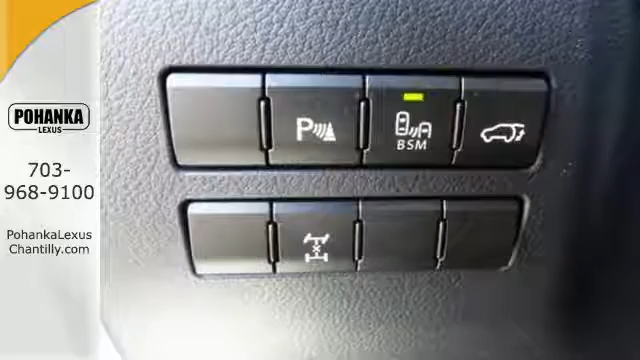 POHANKA
LEXUS
703-
968-9100
PohankaLexus
Chantilly.com
P
BSM